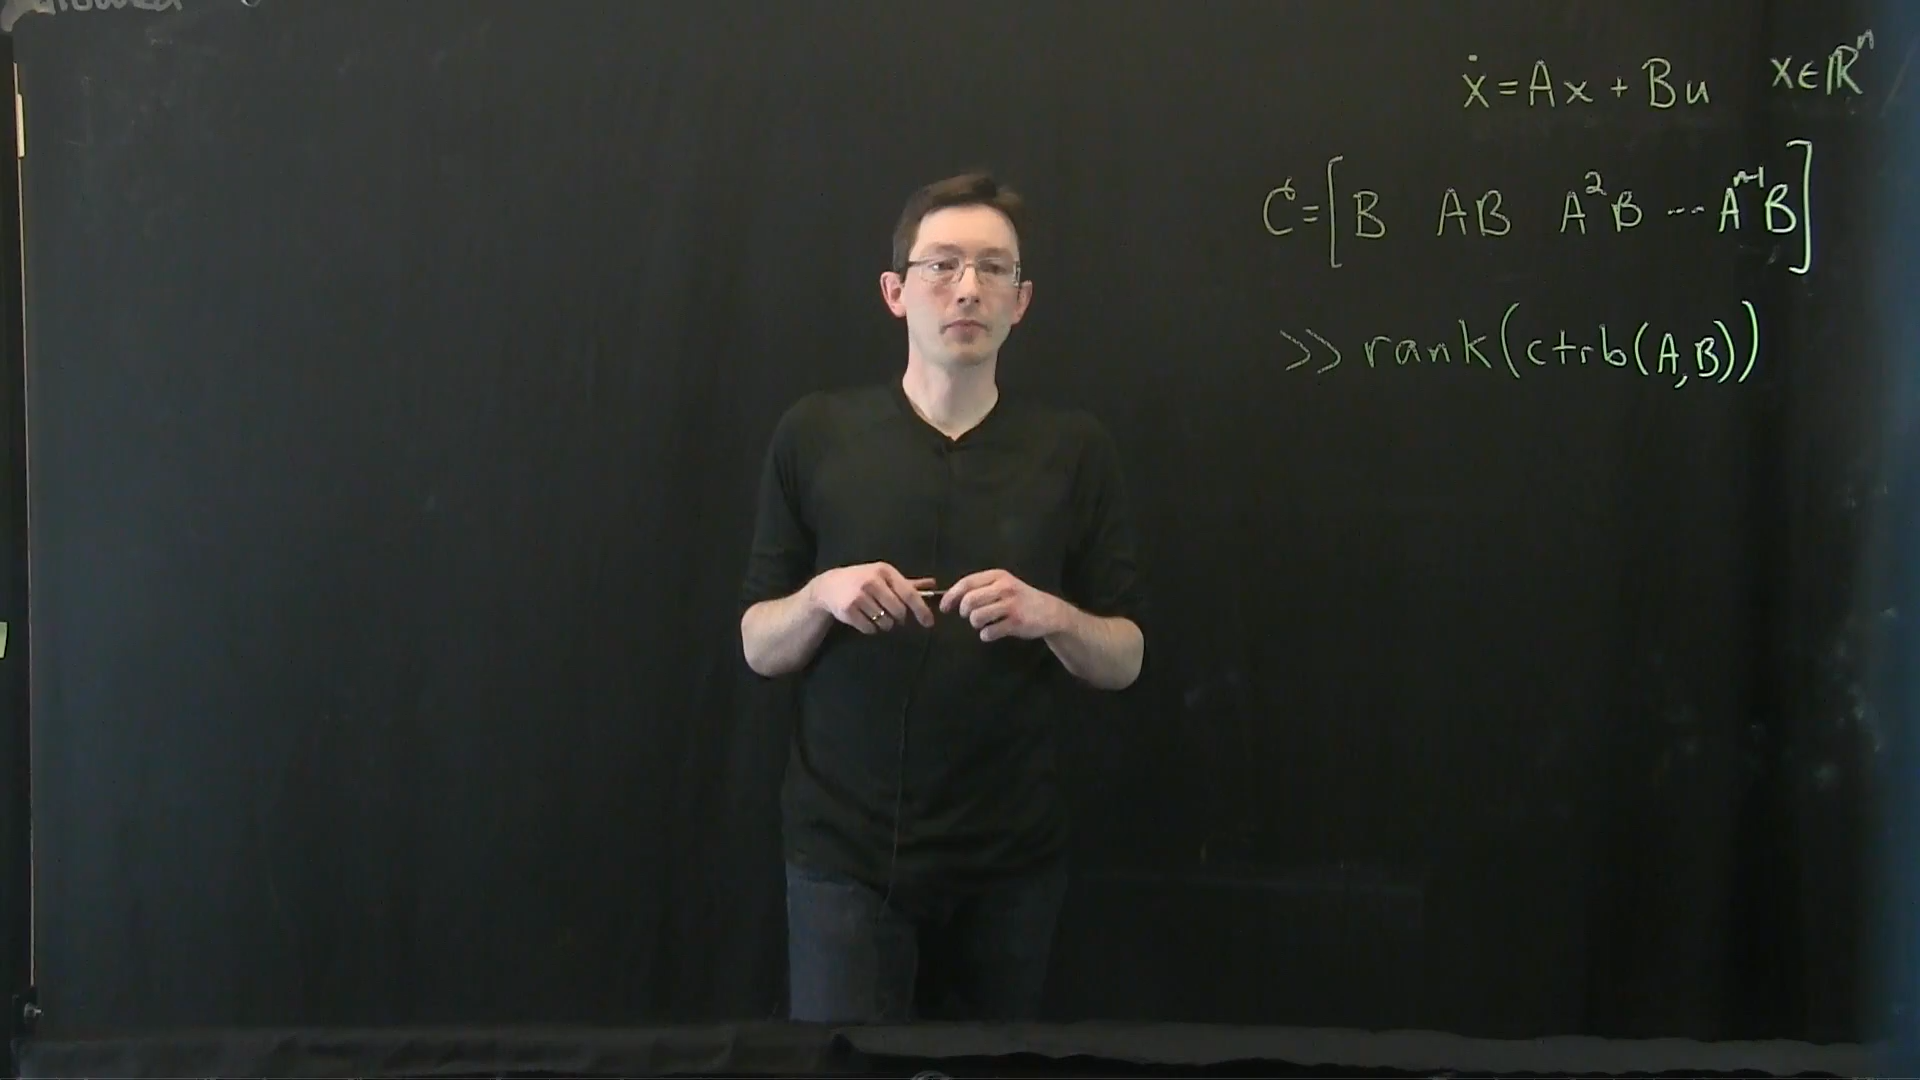 ẋ = Ax + Bu x ∈ ℝⁿ
C = [B AB A²B ... Aⁿ⁻¹B]
>> rank(ctrb(A,B))